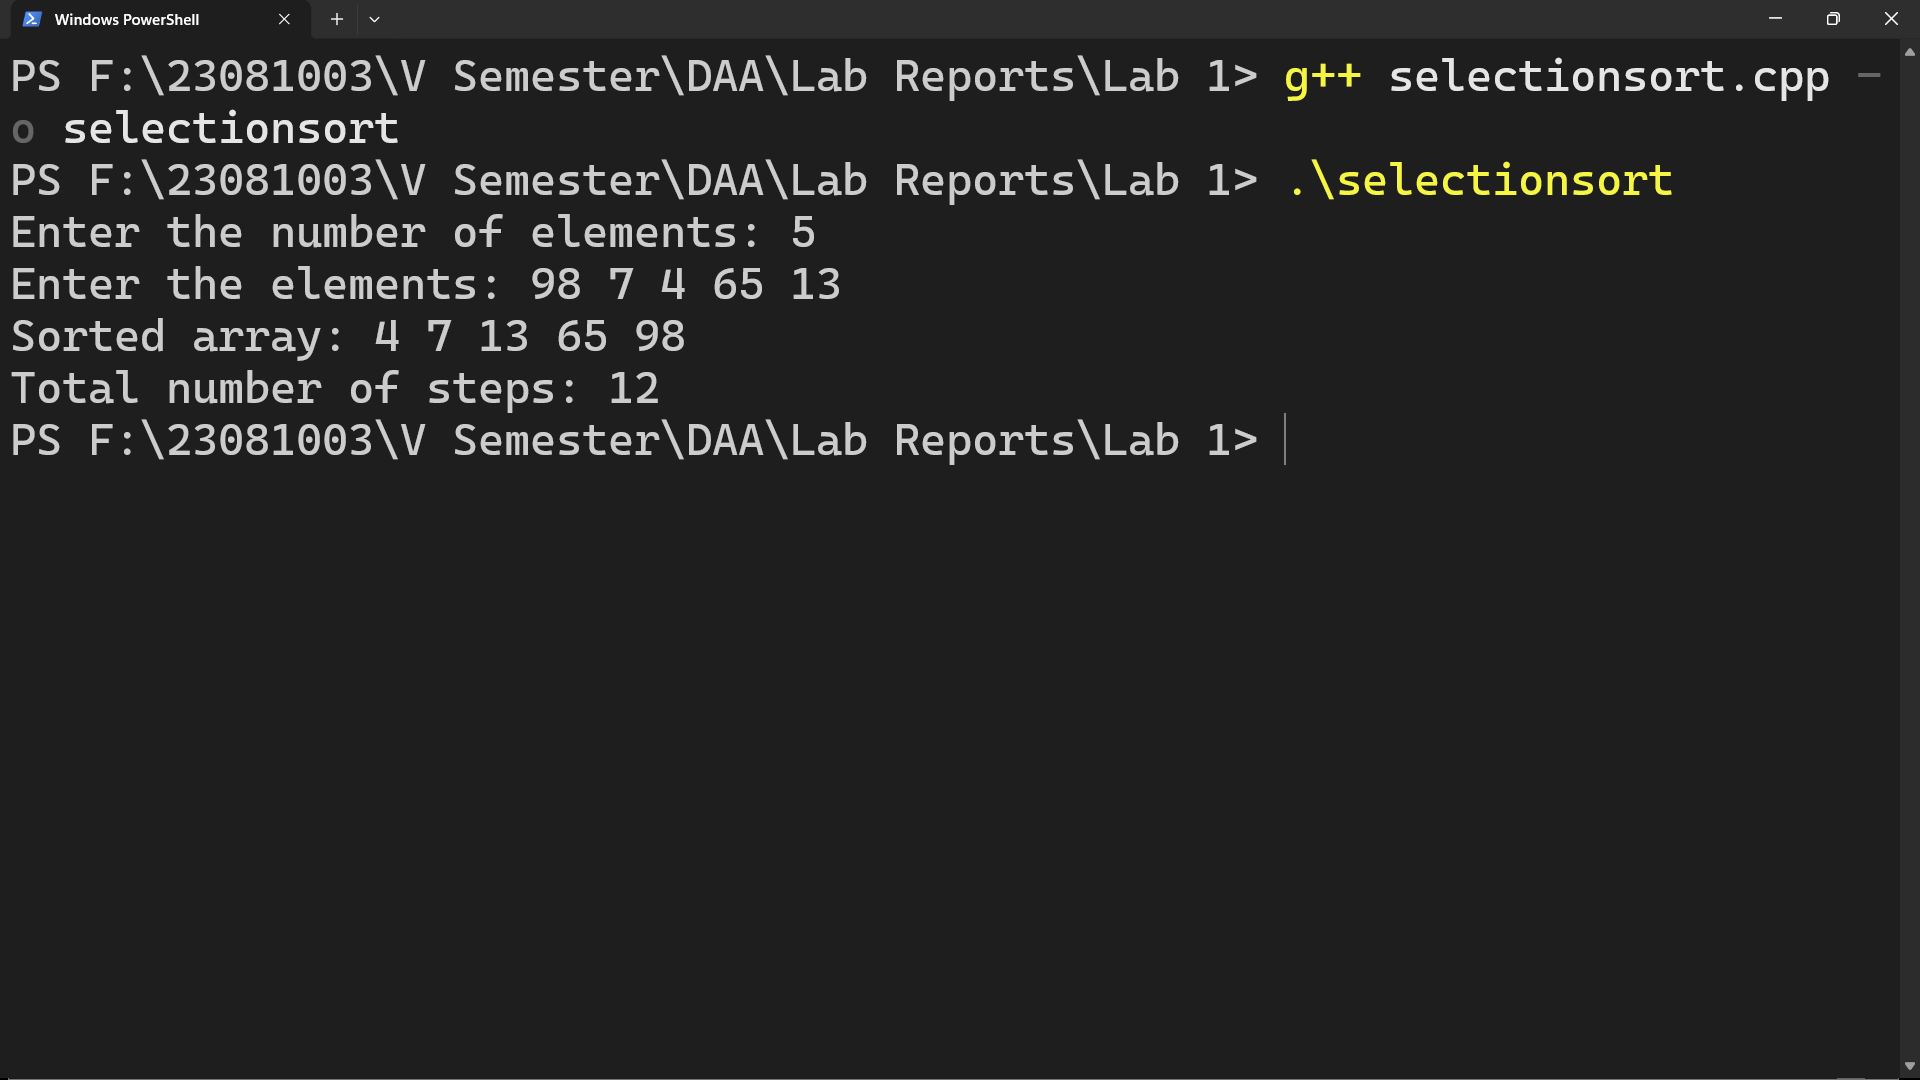 Windows PowerShell
PS F:\23081003\V Semester\DAA\Lab Reports\Lab 1> g++ selectionsort.cpp -
o selectionsort
PS F:\23081003\V Semester\DAA\Lab Reports\Lab 1> .\selectionsort
Enter the number of elements: 5
Enter the elements: 98 7 4 65 13
Sorted array: 4 7 13 65 98
Total number of steps: 12
PS F:\23081003\V Semester\DAA\Lab Reports\Lab 1>